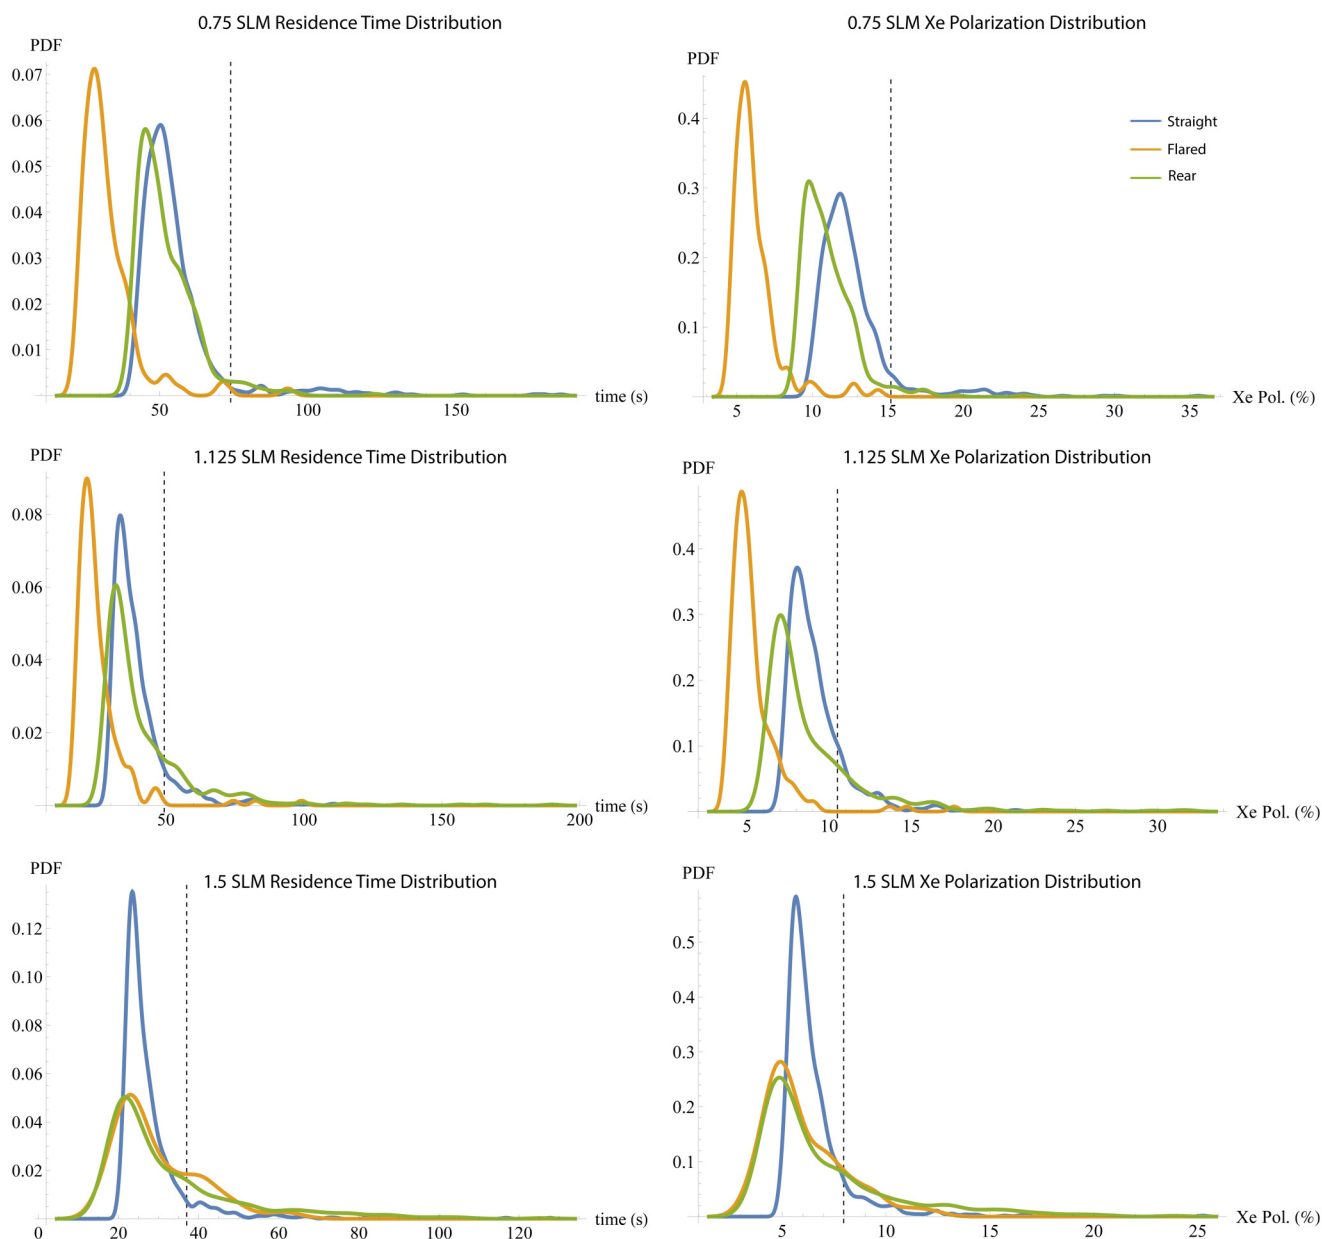 0.75 SLM Residence Time Distribution
PDF
0.07
0.06
0.05
0.04
0.03
0.02
0.01
50 100 150
time (s)
0.75 SLM Xe Polarization Distribution
PDF
0.4
0.3
0.2
0.1
5 10 15 20 25 30 35
Xe Pol. (%)
Straight
Flared
Rear
1.125 SLM Residence Time Distribution
PDF
0.08
0.06
0.04
0.02
50 100 150 200
time (s)
1.125 SLM Xe Polarization Distribution
PDF
0.4
0.3
0.2
0.1
5 10 15 20 25 30
Xe Pol. (%)
1.5 SLM Residence Time Distribution
PDF
0.12
0.10
0.08
0.06
0.04
0.02
0 20 40 60 80 100 120
time (s)
1.5 SLM Xe Polarization Distribution
PDF
0.5
0.4
0.3
0.2
0.1
5 10 15 20 25
Xe Pol. (%)